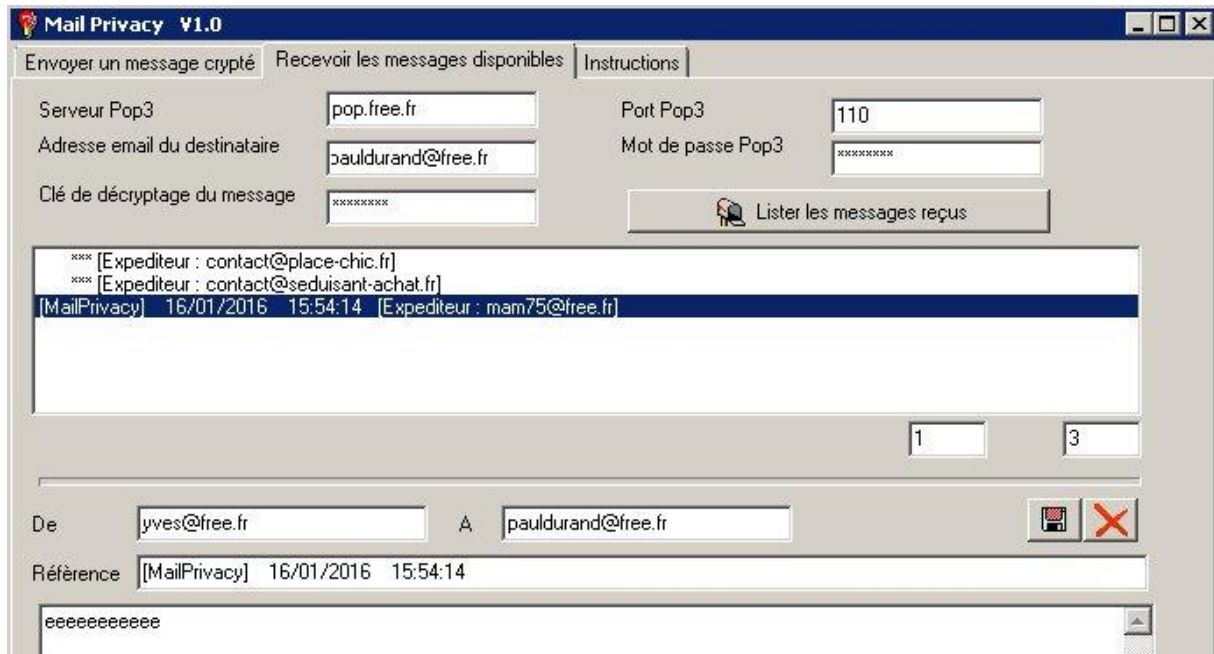 Mail Privacy V1.0
Envoyer un message crypté Recevoir les messages disponibles Instructions
Serveur Pop3 pop.free.fr Port Pop3 110
Adresse email du destinataire pauldurand@free.fr Mot de passe Pop3 ********
Clé de décryptage du message ******** Lister les messages reçus
*** [Expediteur : contact@place-chic.fr]
*** [Expediteur : contact@seduisant-achat.fr]
[MailPrivacy] 16/01/2016 15:54:14 [Expediteur : mam75@free.fr]
1 3
De yves@free.fr A pauldurand@free.fr
Réfèrence [MailPrivacy] 16/01/2016 15:54:14
eeeeeeeeeee